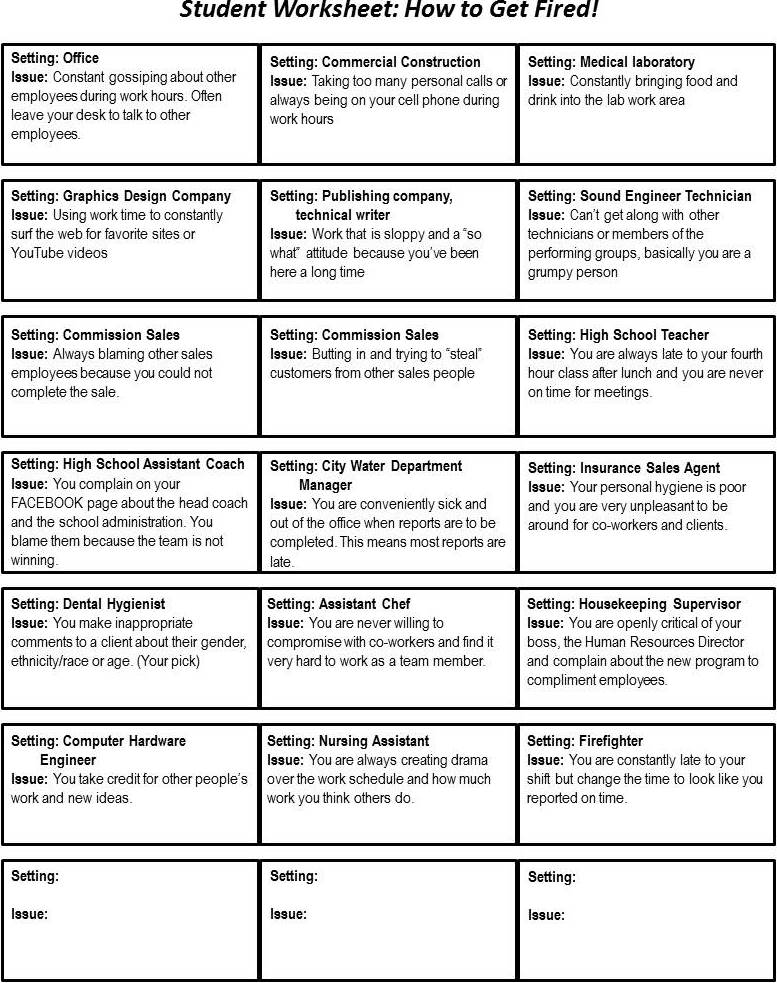 Student Worksheet: How to Get Fired!
Setting: Office
Issue: Constant gossiping about other
employees during work hours. Often
leave your desk to talk to other
employees.
Setting: Commercial Construction
Issue: Taking too many personal calls or
always being on your cell phone during
work hours
Setting: Medical laboratory
Issue: Constantly bringing food and
drink into the lab work area
Setting: Graphics Design Company
Issue: Using work time to constantly
surf the web for favorite sites or
YouTube videos
Setting: Publishing company,
technical writer
Issue: Work that is sloppy and a “so
what” attitude because you’ve been
here a long time
Setting: Sound Engineer Technician
Issue: Can’t get along with other
technicians or members of the
performing groups, basically you are a
grumpy person
Setting: Commission Sales
Issue: Always blaming other sales
employees because you could not
complete the sale.
Setting: Commission Sales
Issue: Butting in and trying to “steal”
customers from other sales people
Setting: High School Teacher
Issue: You are always late to your fourth
hour class after lunch and you are never
on time for meetings.
Setting: High School Assistant Coach
Issue: You complain on your
FACEBOOK page about the head coach
and the school administration. You
blame them because the team is not
winning.
Setting: City Water Department
Manager
Issue: You are conveniently sick and
out of the office when reports are to be
completed. This means most reports are
late.
Setting: Insurance Sales Agent
Issue: Your personal hygiene is poor
and you are very unpleasant to be
around for co-workers and clients.
Setting: Dental Hygienist
Issue: You make inappropriate
comments to a client about their gender,
ethnicity/race or age. (Your pick)
Setting: Assistant Chef
Issue: You are never willing to
compromise with co-workers and find it
very hard to work as a team member.
Setting: Housekeeping Supervisor
Issue: You are openly critical of your
boss, the Human Resources Director
and complain about the new program to
compliment employees.
Setting: Computer Hardware
Engineer
Issue: You take credit for other people’s
work and new ideas.
Setting: Nursing Assistant
Issue: You are always creating drama
over the work schedule and how much
work you think others do.
Setting: Firefighter
Issue: You are constantly late to your
shift but change the time to look like you
reported on time.
Setting:
Issue:
Setting:
Issue:
Setting:
Issue: